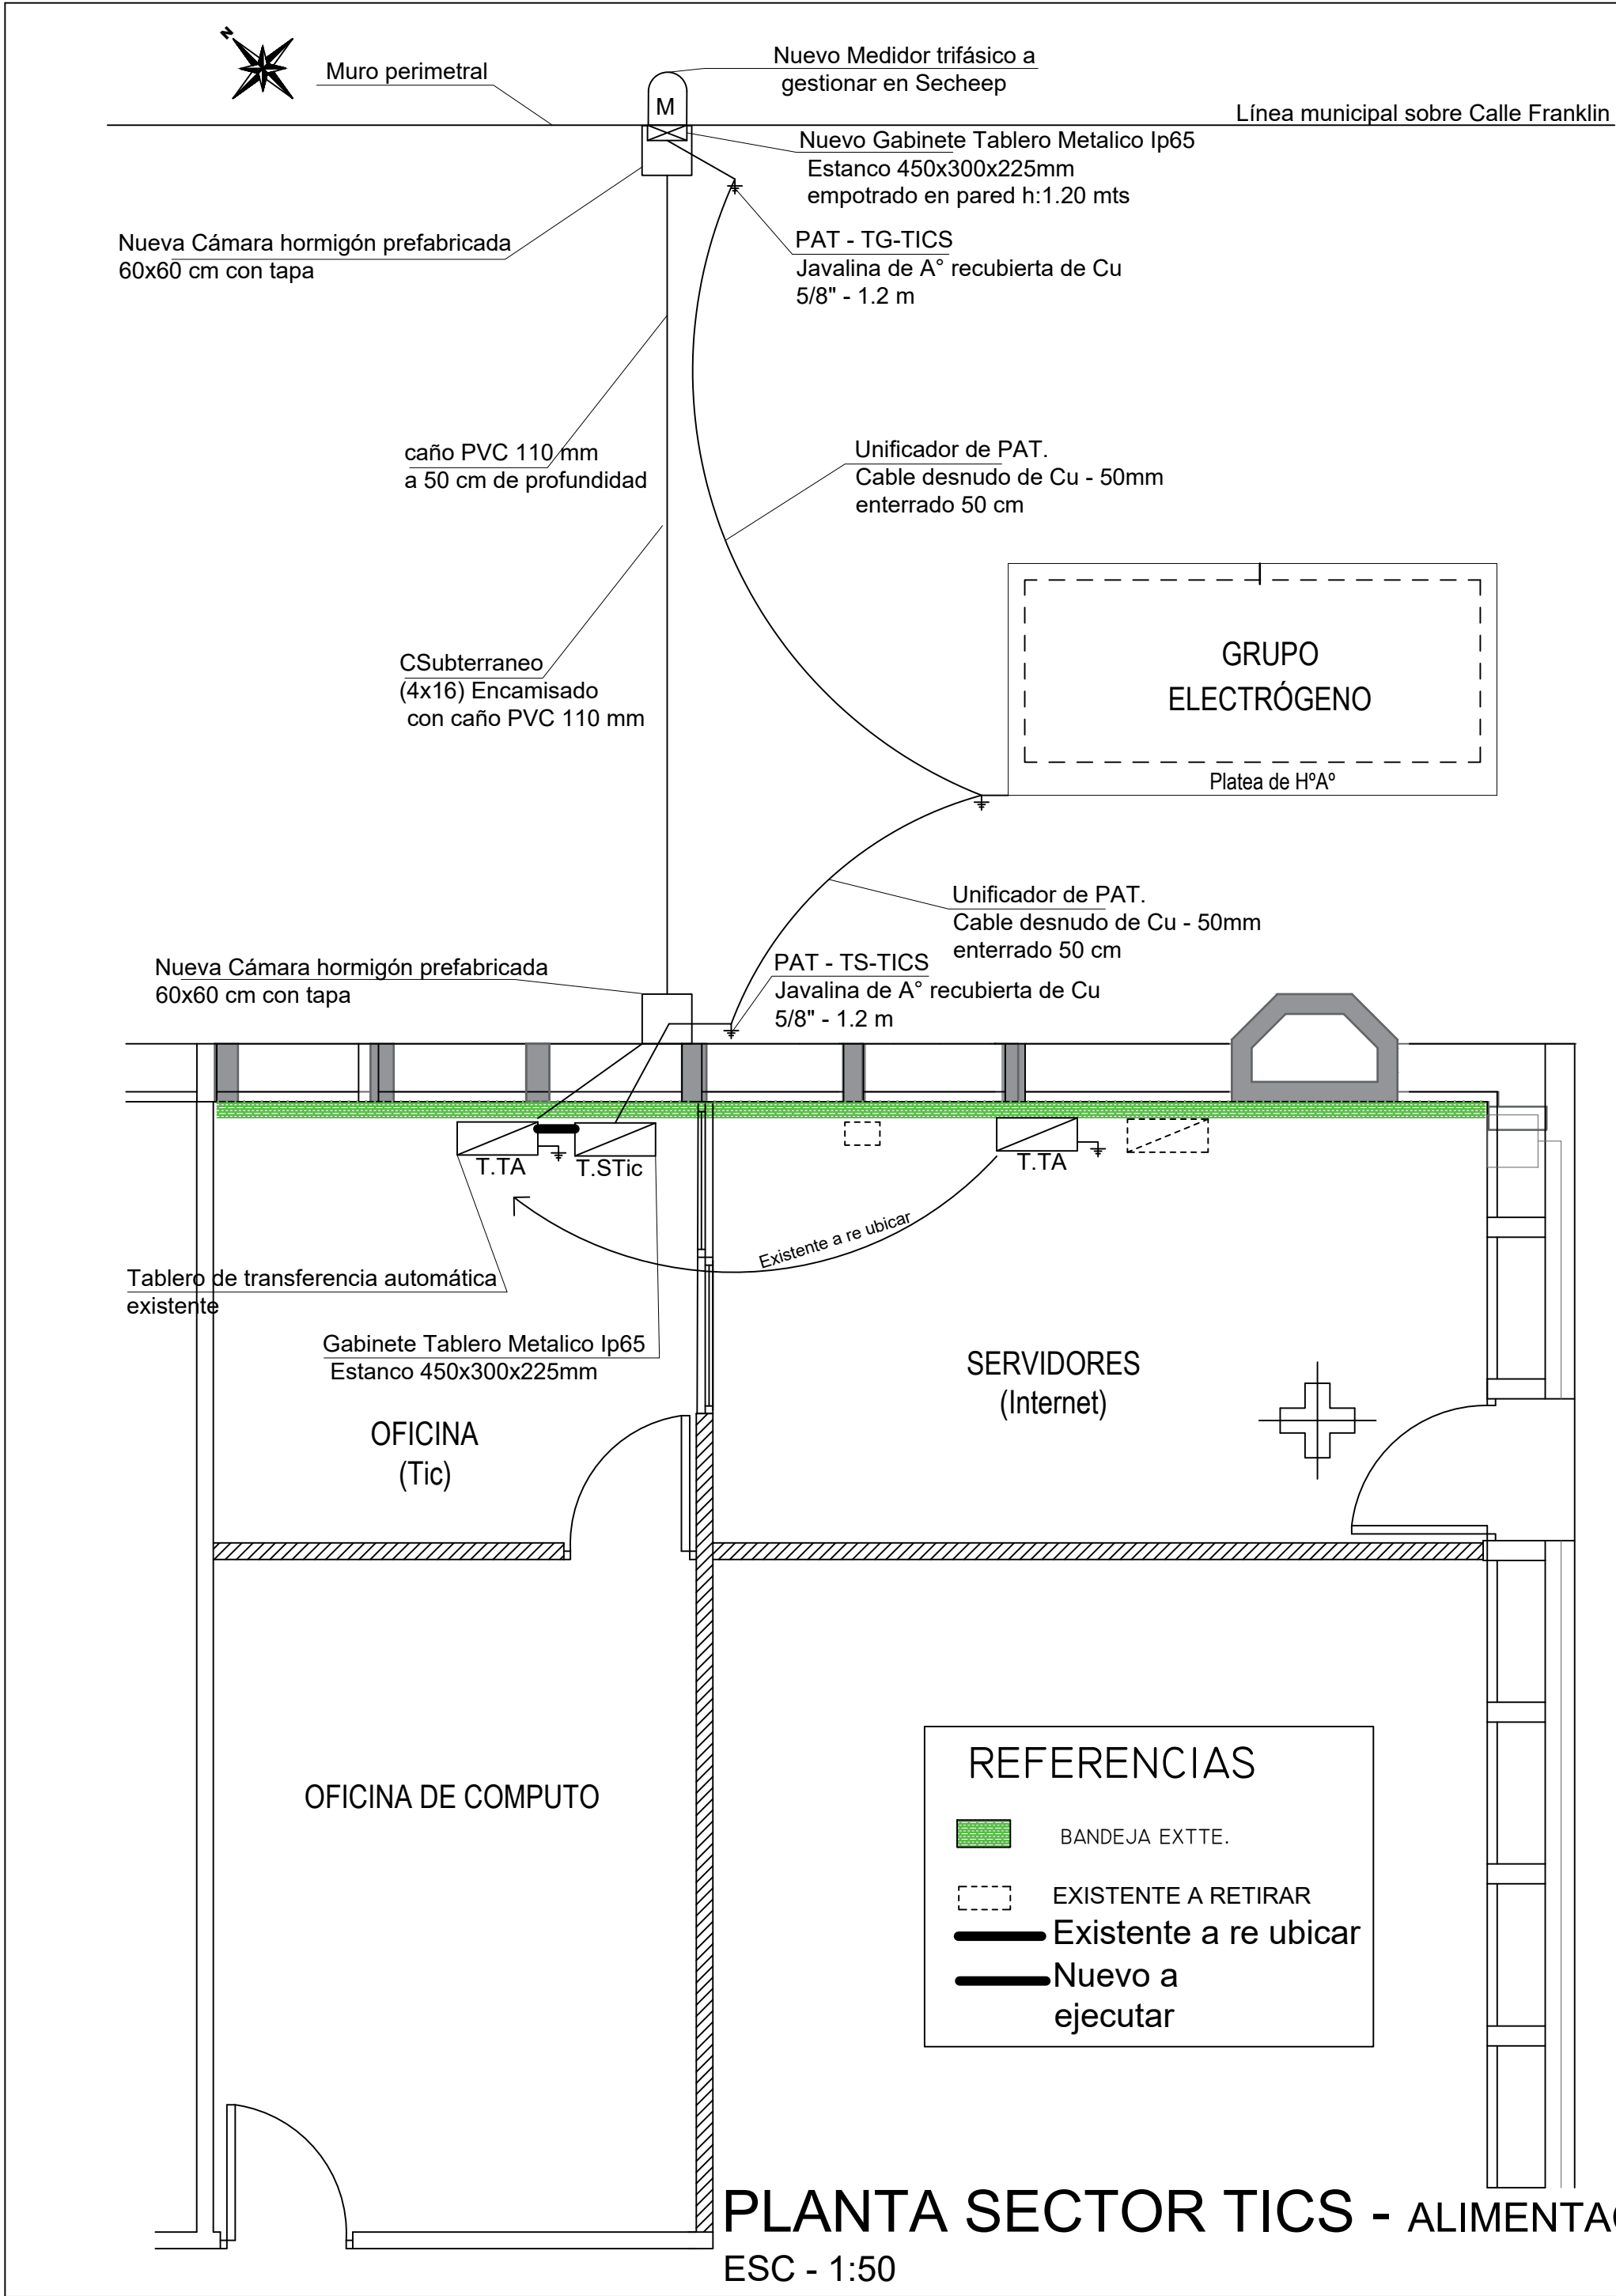 N
Muro perimetral
Nuevo Medidor trifásico a
gestionar en Secheep
M
Línea municipal sobre Calle Franklin
Nuevo Gabinete Tablero Metalico Ip65
Estanco 450x300x225mm
empotrado en pared h:1.20 mts
Nueva Cámara hormigón prefabricada
60x60 cm con tapa
PAT - TG-TICS
Javalina de A° recubierta de Cu
5/8" - 1.2 m
caño PVC 110 mm
a 50 cm de profundidad
Unificador de PAT.
Cable desnudo de Cu - 50mm
enterrado 50 cm
CSubterraneo
(4x16) Encamisado
con caño PVC 110 mm
GRUPO
ELECTRÓGENO
Platea de HºAº
Unificador de PAT.
Cable desnudo de Cu - 50mm
enterrado 50 cm
Nueva Cámara hormigón prefabricada
60x60 cm con tapa
PAT - TS-TICS
Javalina de A° recubierta de Cu
5/8" - 1.2 m
T.TA
T.STic
T.TA
Existente a re ubicar
Tablero de transferencia automática
existente
Gabinete Tablero Metalico Ip65
Estanco 450x300x225mm
OFICINA
(Tic)
SERVIDORES
(Internet)
OFICINA DE COMPUTO
REFERENCIAS
BANDEJA EXTTE.
EXISTENTE A RETIRAR
Existente a re ubicar
Nuevo a
ejecutar
PLANTA SECTOR TICS - ALIMENTA
ESC - 1:50